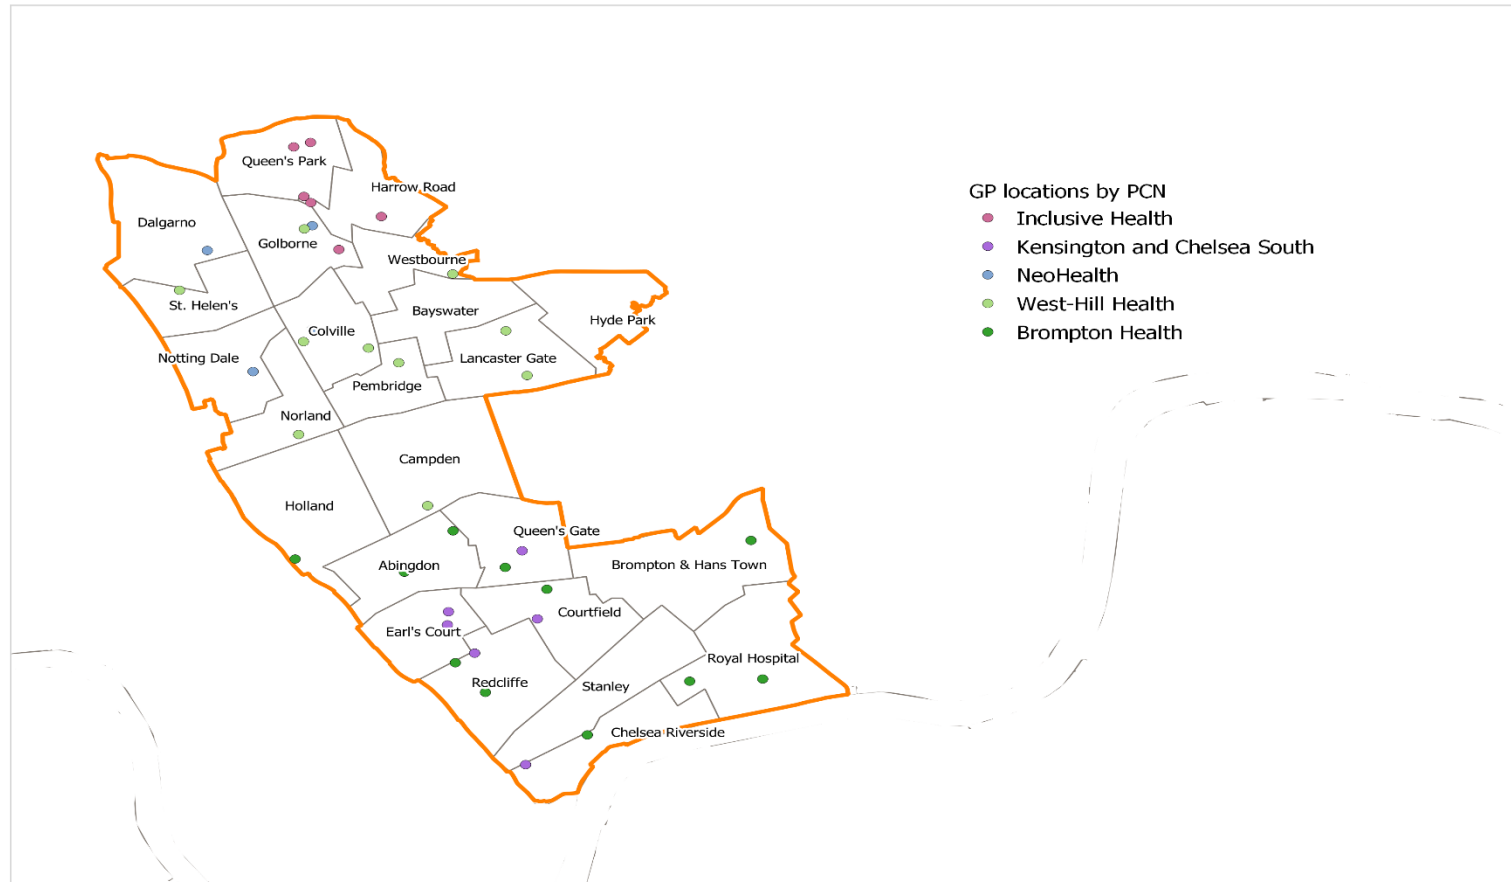 Queen's Park
Harrow Road
GP locations by PCN
Inclusive Health
Dalgarno
Golborne
Kensington and Chelsea South
Westbourne
NeoHealth
St. Helen's
West-Hill Health
Bayswater
Hyde Park
Colville
Brompton Health
Notting Dale
Lancaster Gate
Pembridge
Norland
Campden
Holland
Queen's Gate
Abingdon
Brompton & Hans Town
Courtfield
Earl's Court
Royal Hospital
Redcliffe
Stanley
Chelsea Riverside